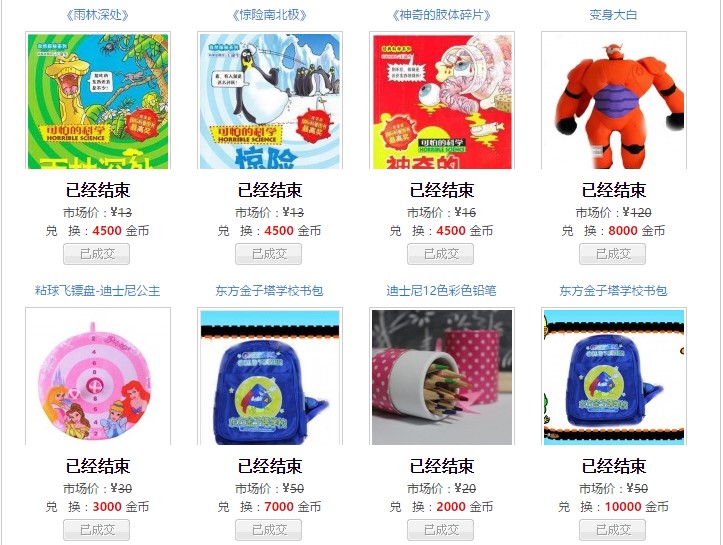 《雨林深处》
《惊险南北极》
《神奇的胶体碎片》
变身大白
可怕的科学
HORRIBLE SCIENCE
雨林深处
可怕的科学
HORRIBLE SCIENCE
惊险
可怕的科学
HORRIBLE SCIENCE
神奇的
已经结束
已经结束
已经结束
已经结束
市场价：¥13
市场价：¥13
市场价：¥16
市场价：¥120
兑 换：4500 金币
兑 换：4500 金币
兑 换：4500 金币
兑 换：8000 金币
已成交
已成交
已成交
已成交
粘球飞镖盘-迪士尼公主
东方金子塔学校书包
迪士尼12色彩色铅笔
东方金子塔学校书包
已经结束
已经结束
已经结束
已经结束
市场价：¥30
市场价：¥50
市场价：¥20
市场价：¥50
兑 换：3000 金币
兑 换：7000 金币
兑 换：2000 金币
兑 换：10000 金币
已成交
已成交
已成交
已成交